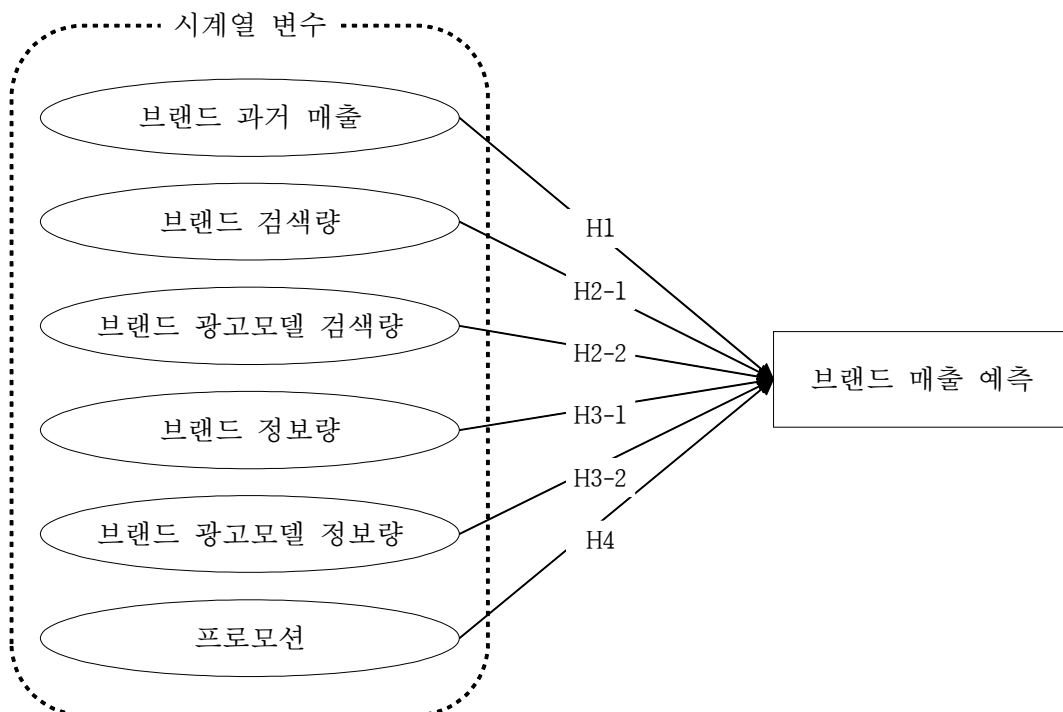 시계열 변수
브랜드 과거 매출
브랜드 검색량
브랜드 광고모델 검색량
브랜드 정보량
브랜드 광고모델 정보량
프로모션
H1
H2-1
H2-2
H3-1
H3-2
H4
브랜드 매출 예측